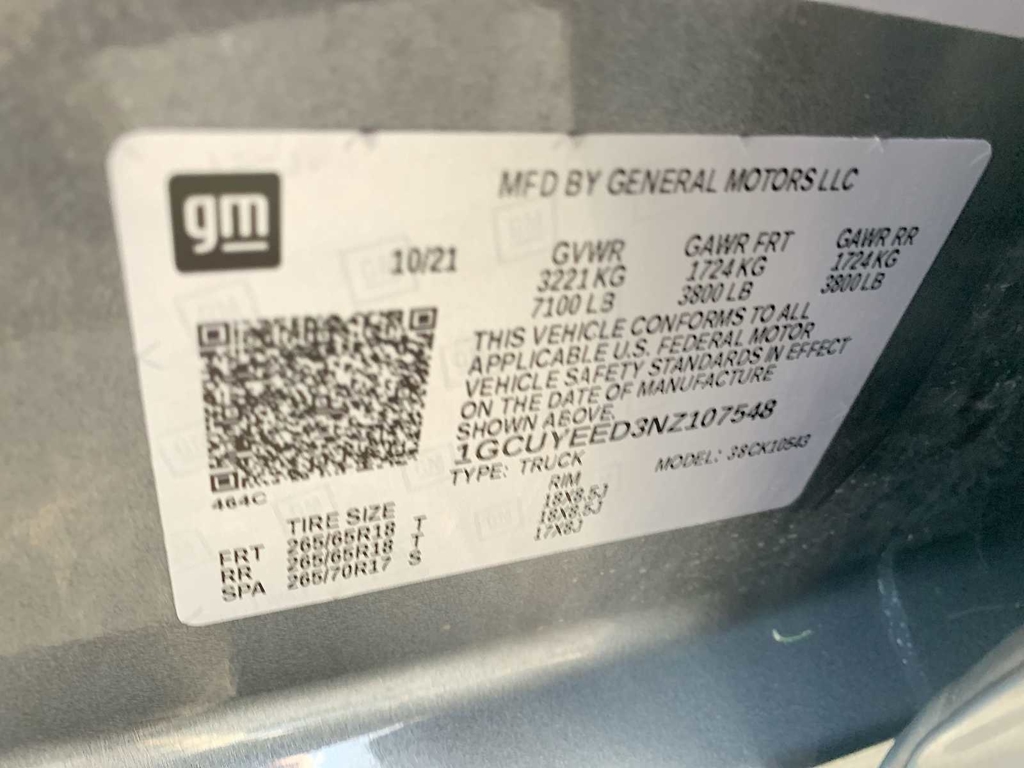 gm
MFD BY GENERAL MOTORS LLC
10/21
GVWR GAWR FRT GAWR RR
3221 KG 1724 KG 1724 KG
7100 LB 3800 LB 3800 LB
THIS VEHICLE CONFORMS TO ALL
APPLICABLE U.S. FEDERAL MOTOR
VEHICLE SAFETY STANDARDS IN EFFECT
ON THE DATE OF MANUFACTURE
SHOWN ABOVE.
1GCUYEED3NZ107548
TYPE: TRUCK MODEL: 38CK10543
464C
TIRE SIZE RIM
FRT 265/65R18 T 18X8.5J
RR 265/65R18 T 18X8.5J
SPA 265/70R17 S 17X8J